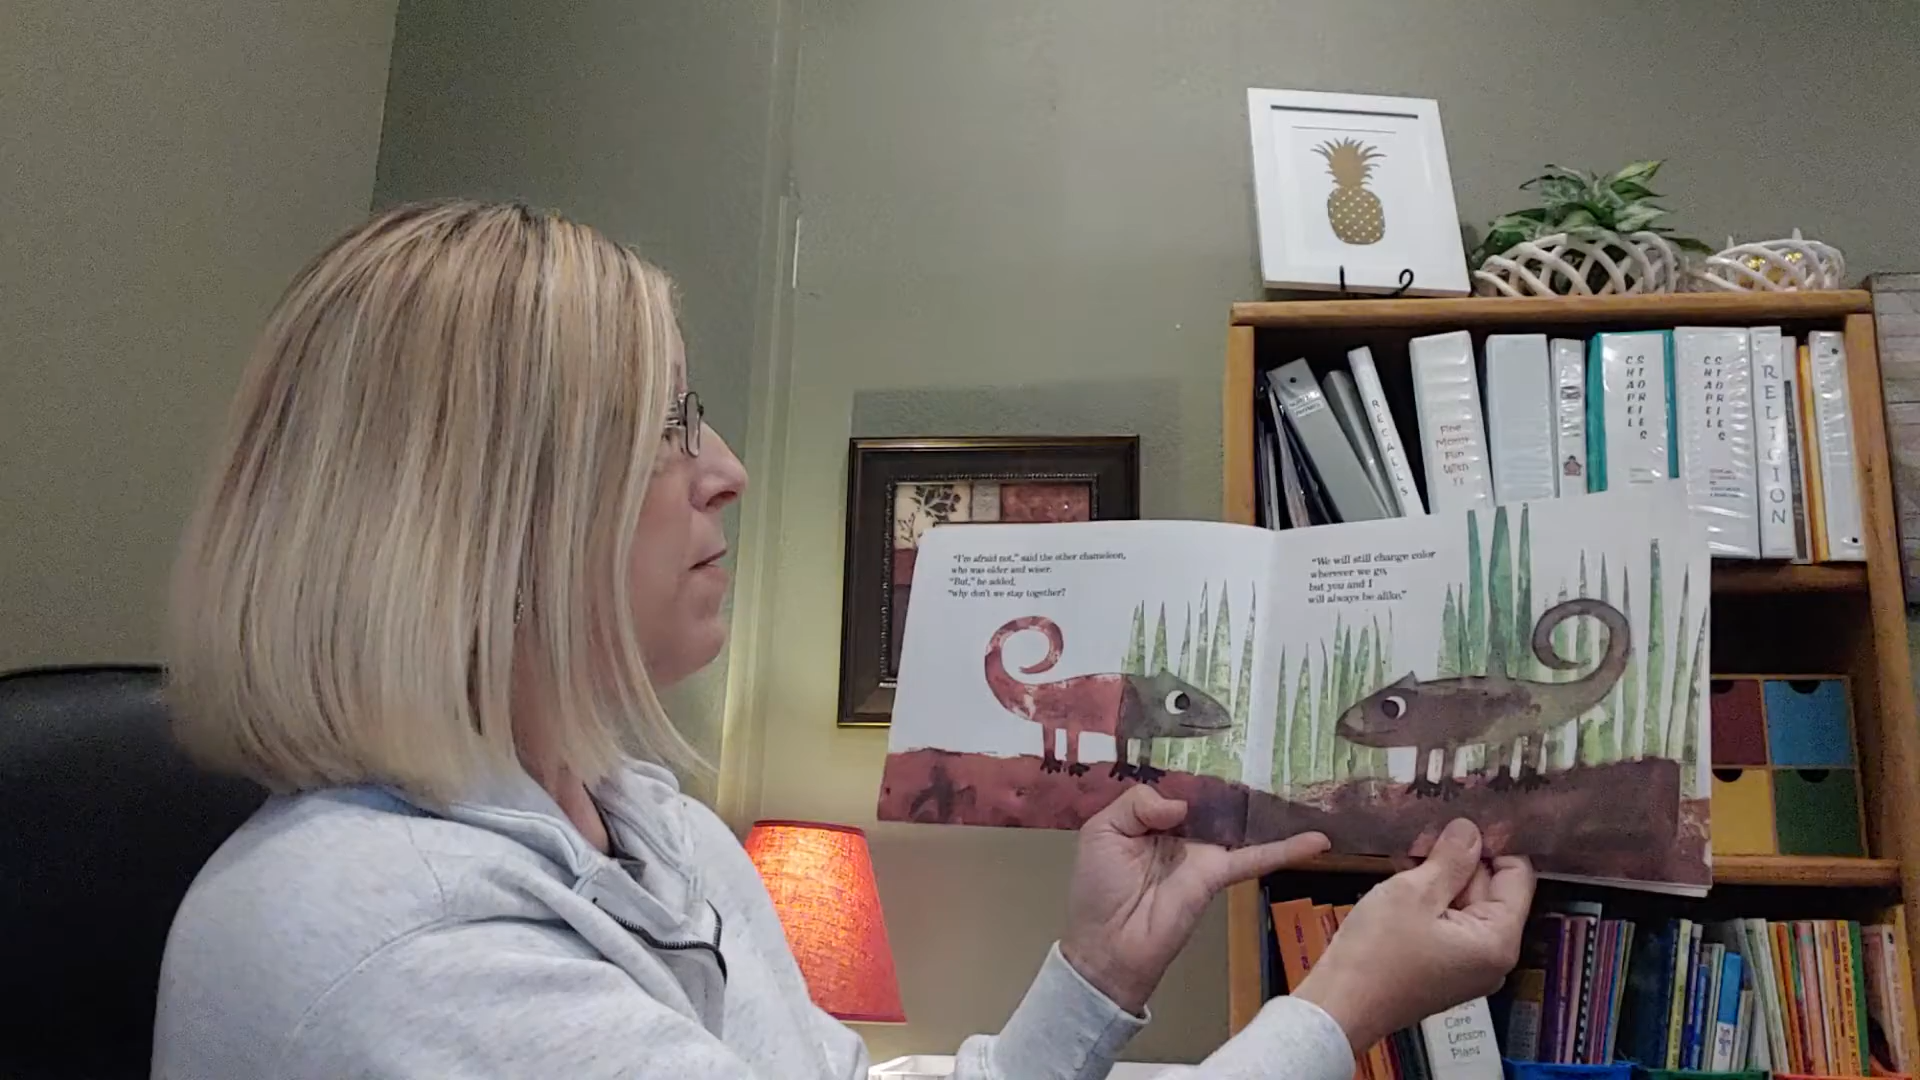 "I'm afraid not," said the other chameleon,
who was older and wiser.
"But," he added,
"why don't we stay together?
"We will still change color
wherever we go,
but you and I
will always be alike."
RECALLS
Fine
Motor
Fun
With
CHAPEL
STORIES
CHAPEL
STORIES
RELIGION
Care
Lesson
Plans